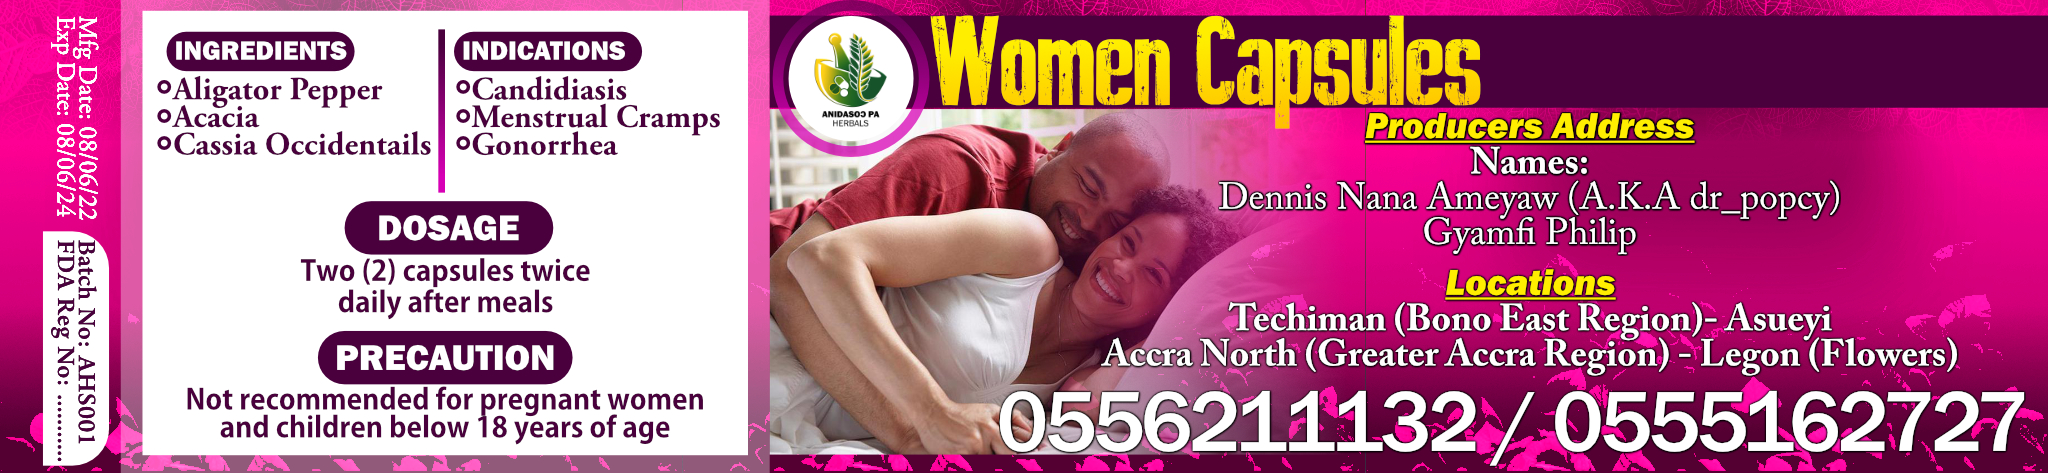 Mfg Date: 08/06/22
Exp Date: 08/06/24
Batch No: AHS001
FDA Reg No: ...........
INGREDIENTS
Aligator Pepper
Acacia
Cassia Occidentails
INDICATIONS
Candidiasis
Menstrual Cramps
Gonorrhea
DOSAGE
Two (2) capsules twice
daily after meals
PRECAUTION
Not recommended for pregnant women
and children below 18 years of age
ANIDASOƆ PA
HERBALS
Women Capsules
Producers Address
Names:
Dennis Nana Ameyaw (A.K.A dr_popcy)
Gyamfi Philip
Locations
Techiman (Bono East Region)- Asueyi
Accra North (Greater Accra Region) - Legon (Flowers)
0556211132 / 0555162727